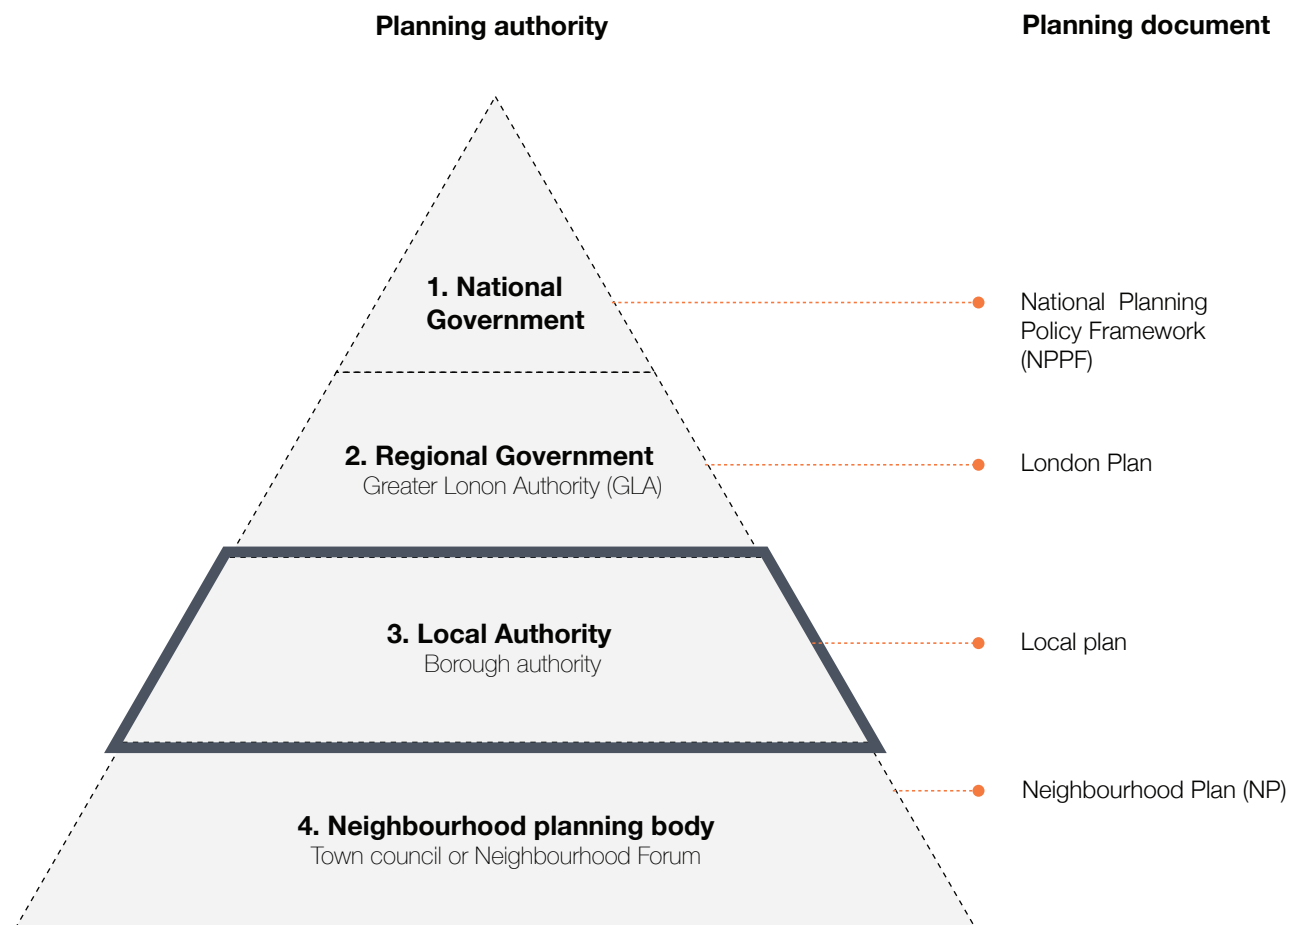 Planning authority
Planning document
1. National
Government
National Planning
Policy Framework
(NPPF)
2. Regional Government
Greater Lonon Authority (GLA)
London Plan
3. Local Authority
Borough authority
Local plan
4. Neighbourhood planning body
Town council or Neighbourhood Forum
Neighbourhood Plan (NP)